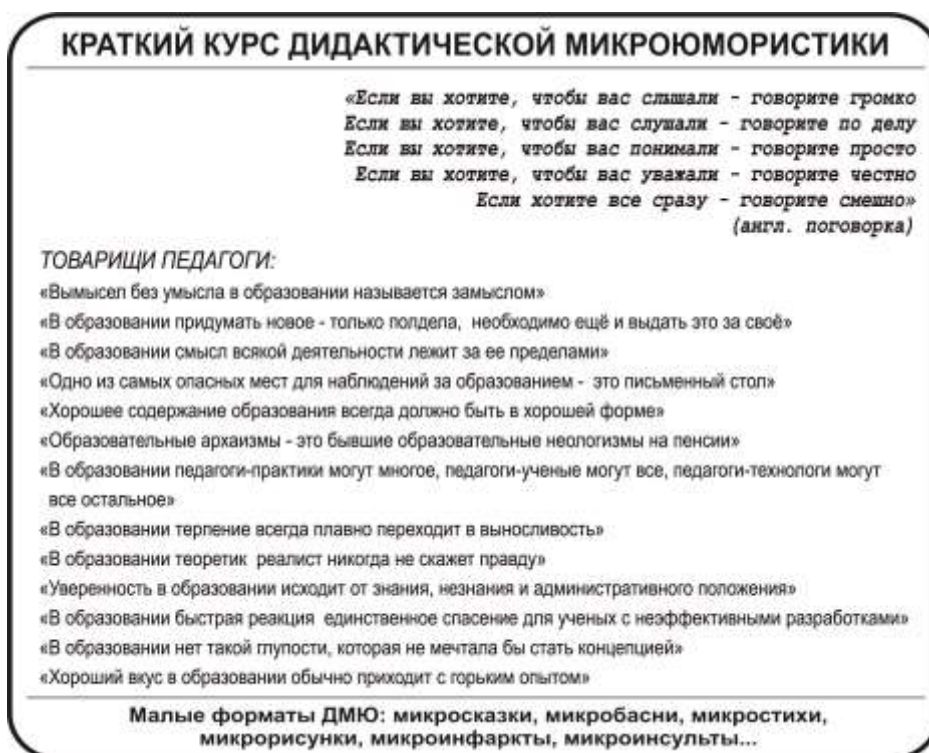 КРАТКИЙ КУРС ДИДАКТИЧЕСКОЙ МИКРОЮМОРИСТИКИ
«Если вы хотите, чтобы вас слышали - говорите громко
Если вы хотите, чтобы вас слушали - говорите по делу
Если вы хотите, чтобы вас понимали - говорите просто
Если вы хотите, чтобы вас уважали - говорите честно
Если хотите все сразу - говорите смешно»
(англ. поговорка)
ТОВАРИЩИ ПЕДАГОГИ:
«Вымысел без умысла в образовании называется замыслом»
«В образовании придумать новое - только полдела, необходимо ещё и выдать это за своё»
«В образовании смысл всякой деятельности лежит за ее пределами»
«Одно из самых опасных мест для наблюдений за образованием - это письменный стол»
«Хорошее содержание образования всегда должно быть в хорошей форме»
«Образовательные архаизмы - это бывшие образовательные неологизмы на пенсии»
«В образовании педагоги-практики могут многое, педагоги-ученые могут все, педагоги-технологи могут
все остальное»
«В образовании терпение всегда плавно переходит в выносливость»
«В образовании теоретик реалист никогда не скажет правду»
«Уверенность в образовании исходит от знания, незнания и административного положения»
«В образовании быстрая реакция единственное спасение для ученых с неэффективными разработками»
«В образовании нет такой глупости, которая не мечтала бы стать концепцией»
«Хороший вкус в образовании обычно приходит с горьким опытом»
Малые форматы ДМЮ: микросказки, микробасни, микростихи,
микрорисунки, микроинфаркты, микроинсульты...